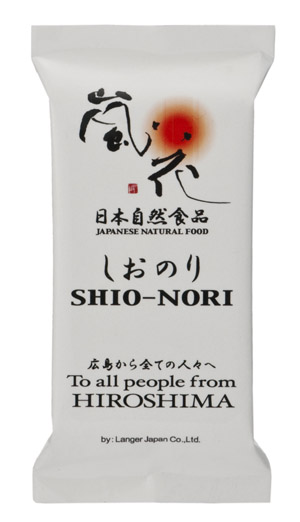 嵐花
日本自然食品
JAPANESE NATURAL FOOD
しおのり
SHIO-NORI
広島から全ての人々へ
To all people from
HIROSHIMA
by: Langer Japan Co.,Ltd.